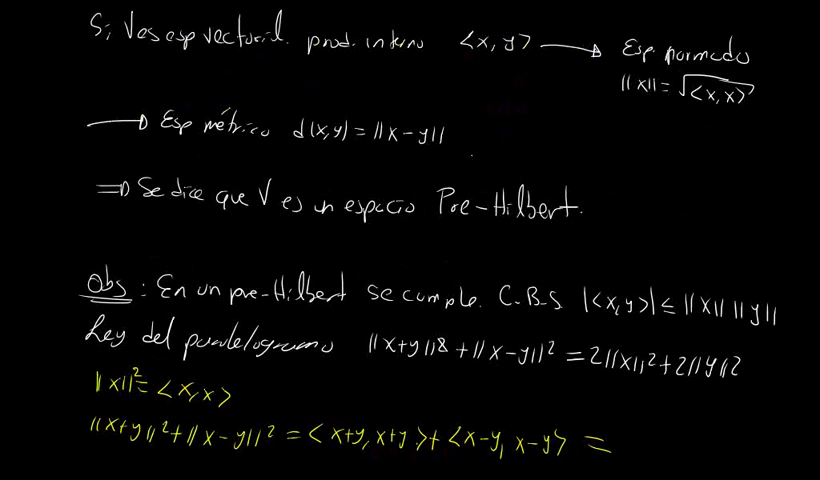 Si V es esp vectorial. prod. interno <x, y> → Esp normado
||x|| = √<x, x>
→ Esp métrico d(x,y) = ||x-y||
⇒ Se dice que V es un espacio Pre-Hilbert.
Obs : En un pre-Hilbert se cumple C.B.S |<x,y>| ≤ ||x|| ||y||
Ley del paralelogramo ||x+y||² + ||x-y||² = 2||x||² + 2||y||²
||x||² = <x,x>
||x+y||² + ||x-y||² = <x+y, x+y> + <x-y, x-y> =